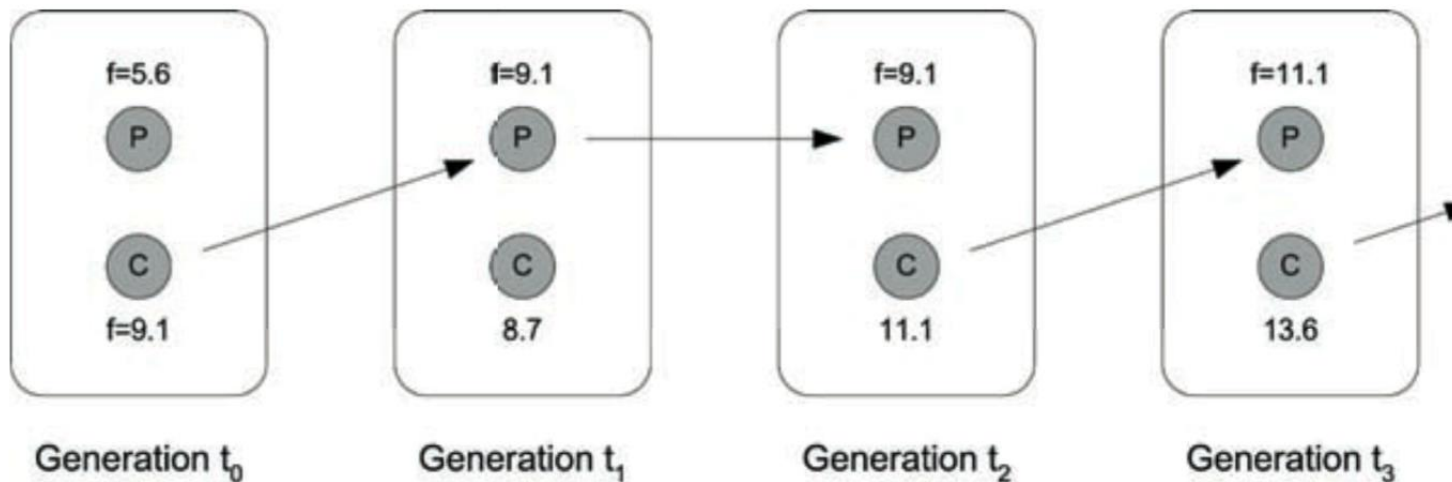 f=5.6 f=9.1 f=9.1 f=11.1
P P P P
C C C C
f=9.1 8.7 11.1 13.6
Generation t₀ Generation t₁ Generation t₂ Generation t₃